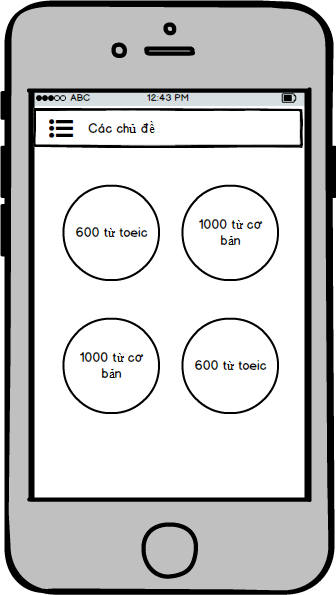 ABC 12:43 PM
Các chủ đề
600 từ toeic
1000 từ cơ
bản
1000 từ cơ
bản
600 từ toeic